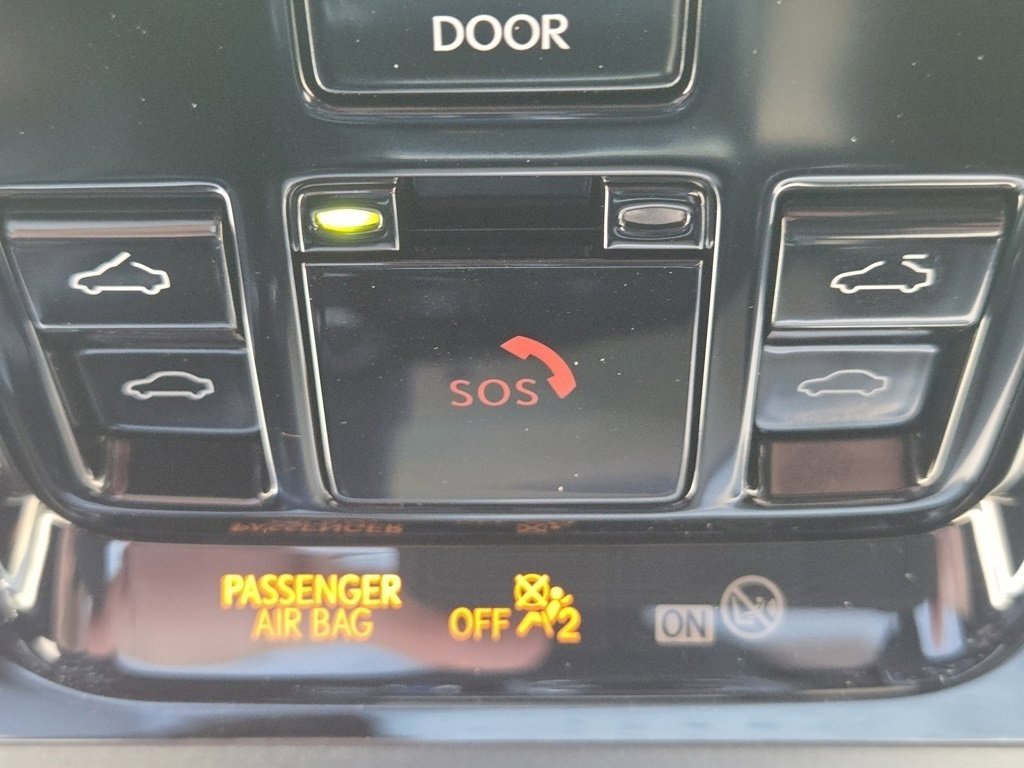 DOOR
SOS
PASSENGER
AIR BAG
OFF 2
ON